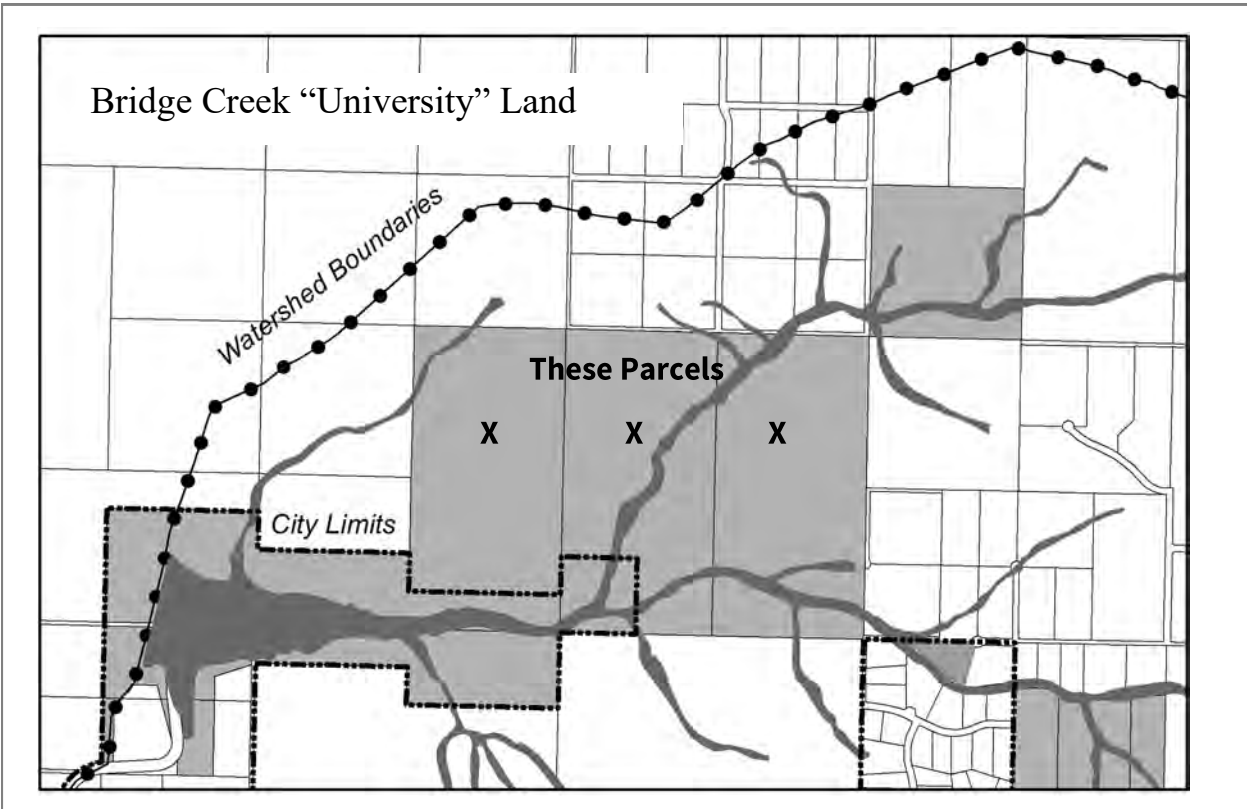 Bridge Creek “University” Land
Watershed Boundaries
These Parcels
X X X
City Limits